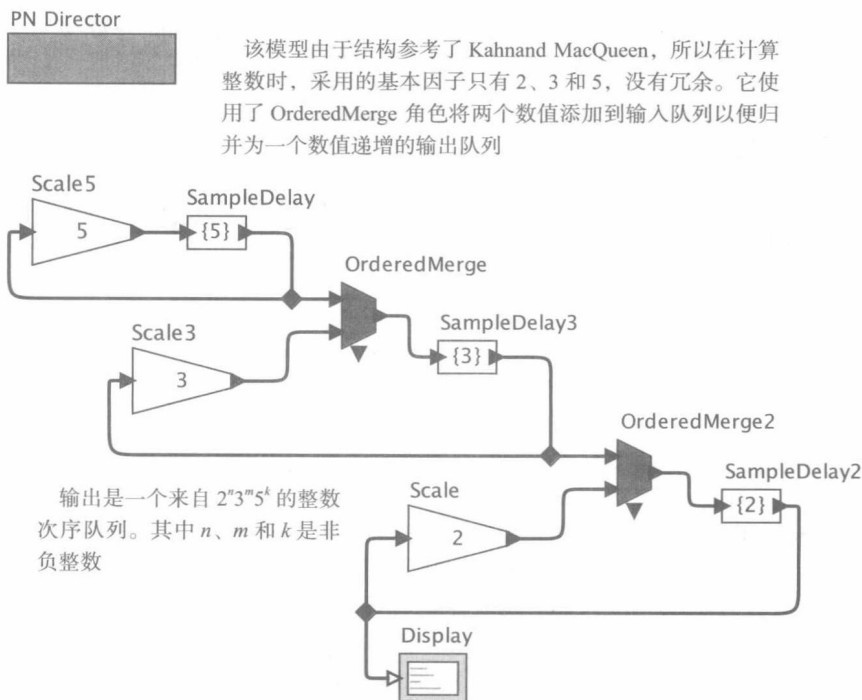 PN Director
该模型由于结构参考了 Kahnand MacQueen，所以在计算
整数时，采用的基本因子只有 2、3 和 5，没有冗余。它使
用了 OrderedMerge 角色将两个数值添加到输入队列以便归
并为一个数值递增的输出队列
Scale5
SampleDelay
5
{5}
OrderedMerge
Scale3
SampleDelay3
3
{3}
OrderedMerge2
SampleDelay2
输出是一个来自 2ⁿ3ᵐ5ᵏ 的整数
次序队列。其中 n、m 和 k 是非
负整数
Scale
2
{2}
Display